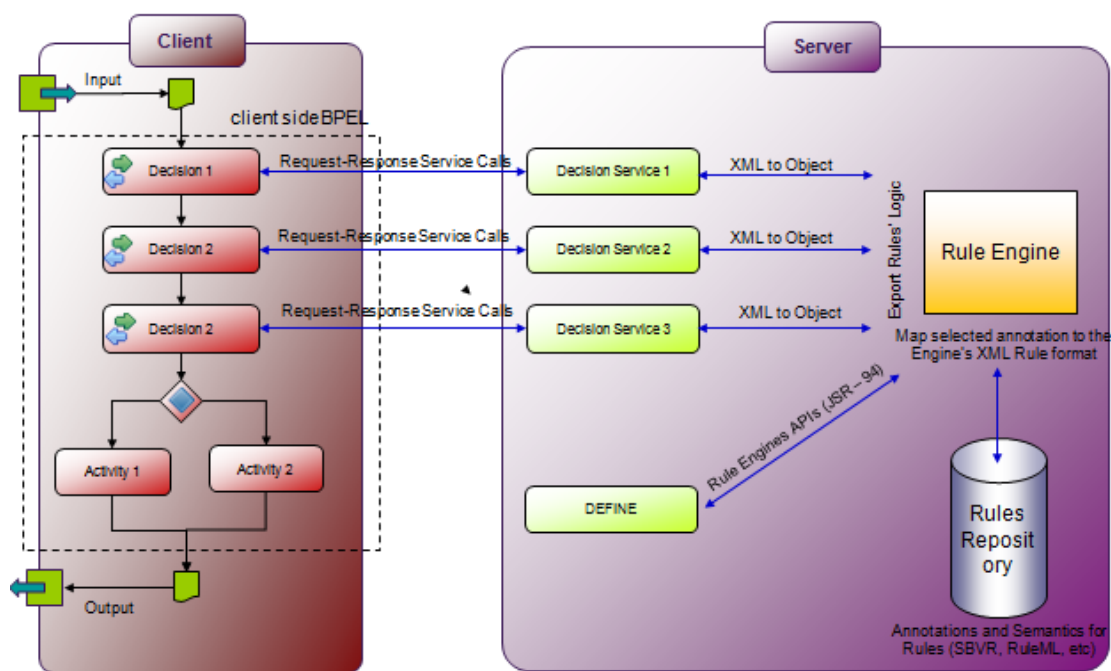 Client
Server
Input
client side BPEL
Decision 1
Request-Response Service Calls
Decision Service 1
XML to Object
Decision 2
Request-Response Service Calls
Decision Service 2
XML to Object
Decision 2
Request-Response Service Calls
Decision Service 3
XML to Object
Export Rules' Logic
Rule Engine
Map selected annotation to the
Engine's XML Rule format
Activity 1
Activity 2
Rule Engines APIs (JSR – 94)
DEFINE
Rules
Reposit
ory
Output
Annotations and Semantics for
Rules (SBVR, RuleML, etc)